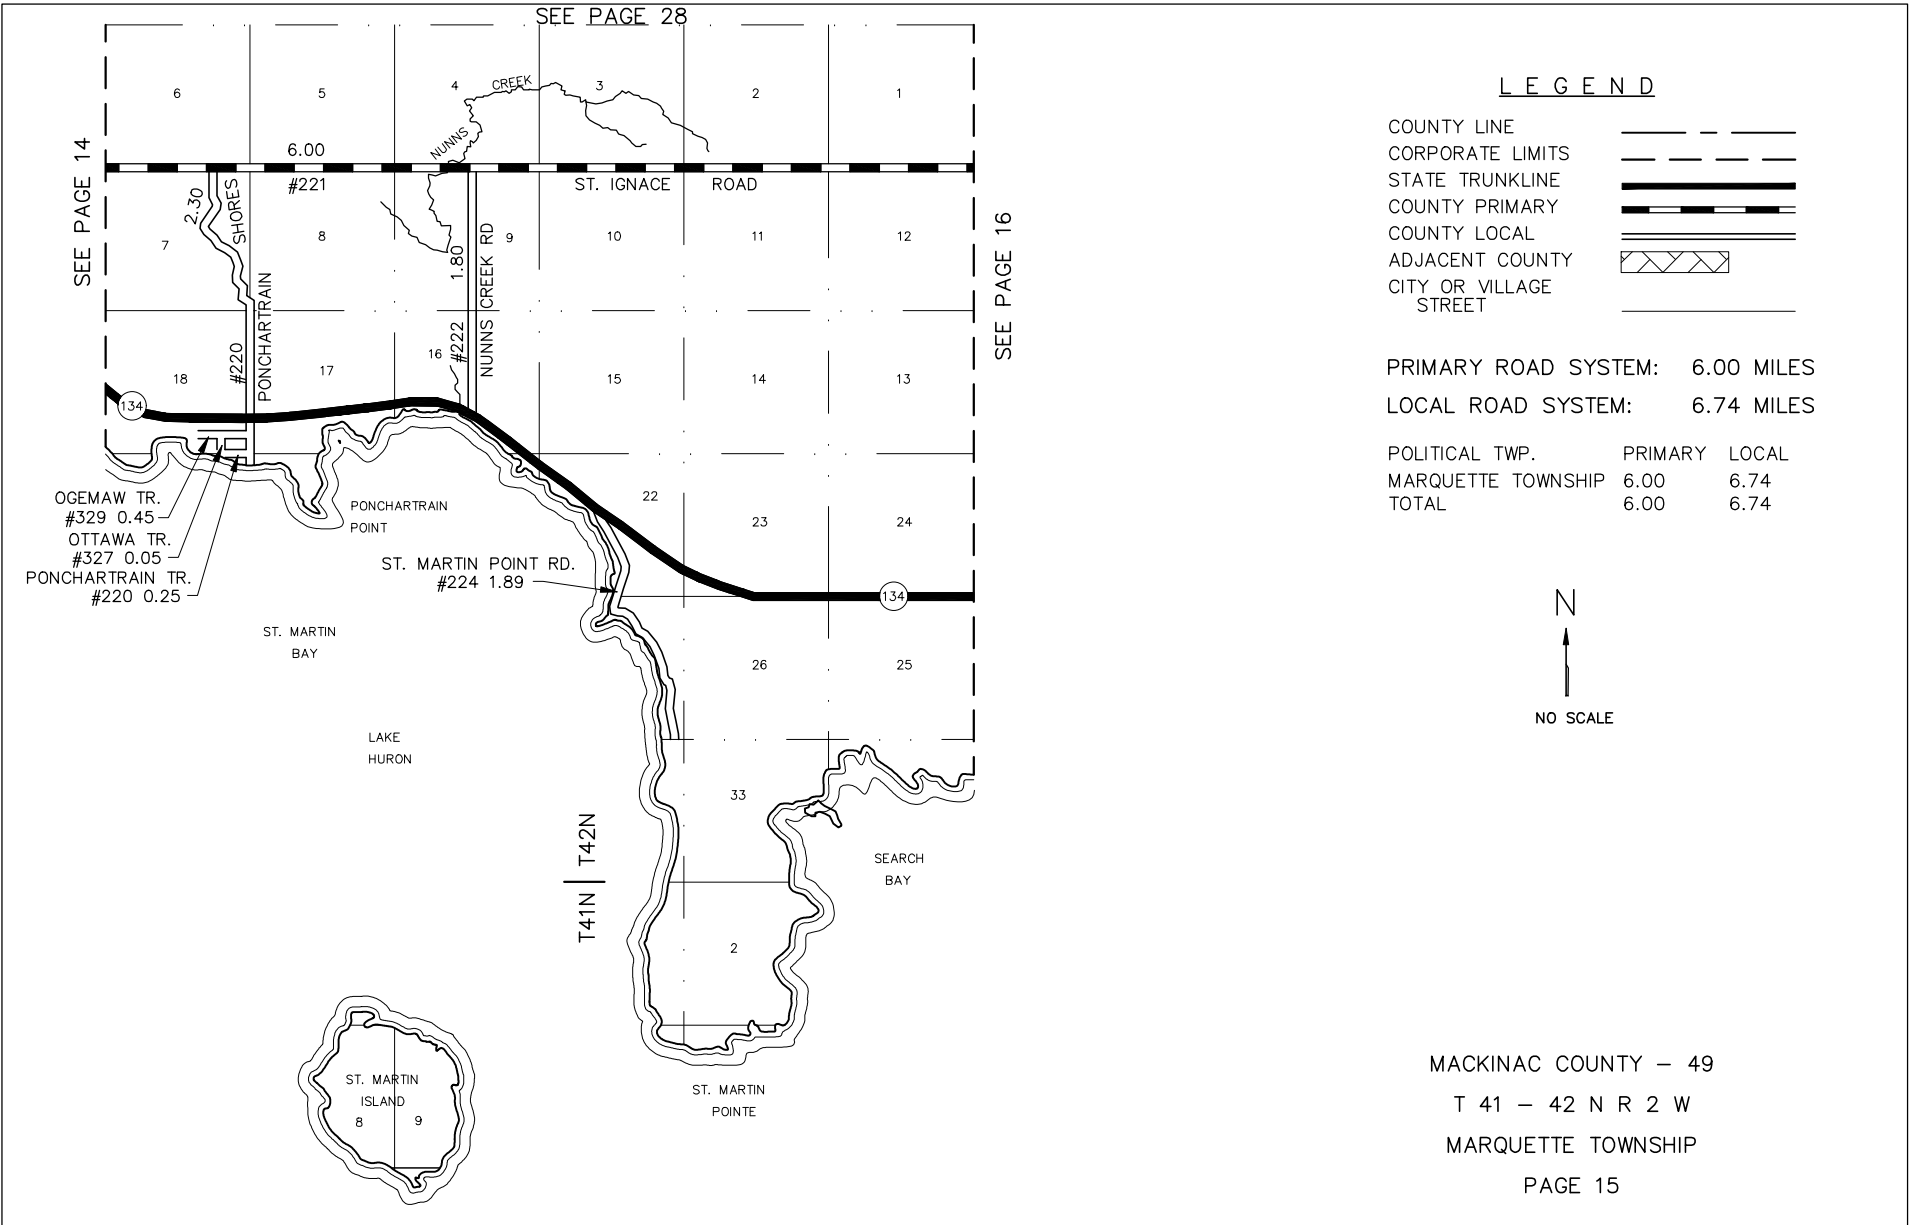 SEE PAGE 28
6
5
4
CREEK
3
2
1
NUNNS
SEE PAGE 14
6.00
#221
ST. IGNACE ROAD
2.30
SHORES
7
8
9
10
11
12
1.80
NUNNS CREEK RD
SEE PAGE 16
PONCHARTRAIN
#220
#222
18
17
16
15
14
13
134
OGEMAW TR.
#329 0.45
OTTAWA TR.
#327 0.05
PONCHARTRAIN TR.
#220 0.25
PONCHARTRAIN
POINT
22
23
24
ST. MARTIN POINT RD.
#224 1.89
134
ST. MARTIN
BAY
26
25
LAKE
HURON
33
T41N T42N
SEARCH
BAY
2
ST. MARTIN
ISLAND
8
9
ST. MARTIN
POINTE
LEGEND
COUNTY LINE
CORPORATE LIMITS
STATE TRUNKLINE
COUNTY PRIMARY
COUNTY LOCAL
ADJACENT COUNTY
CITY OR VILLAGE
STREET
PRIMARY ROAD SYSTEM: 6.00 MILES
LOCAL ROAD SYSTEM: 6.74 MILES
POLITICAL TWP. PRIMARY LOCAL
MARQUETTE TOWNSHIP 6.00 6.74
TOTAL 6.00 6.74
N
NO SCALE
MACKINAC COUNTY – 49
T 41 – 42 N R 2 W
MARQUETTE TOWNSHIP
PAGE 15